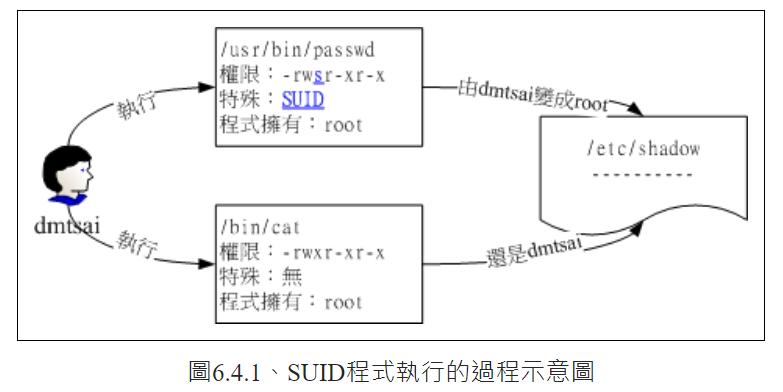 /usr/bin/passwd
權限：-rwsr-xr-x
特殊：SUID
程式擁有：root
執行
由dmtsai變成root
/etc/shadow
----------
dmtsai
執行
/bin/cat
權限：-rwxr-xr-x
特殊：無
程式擁有：root
還是dmtsai
圖6.4.1、SUID程式執行的過程示意圖